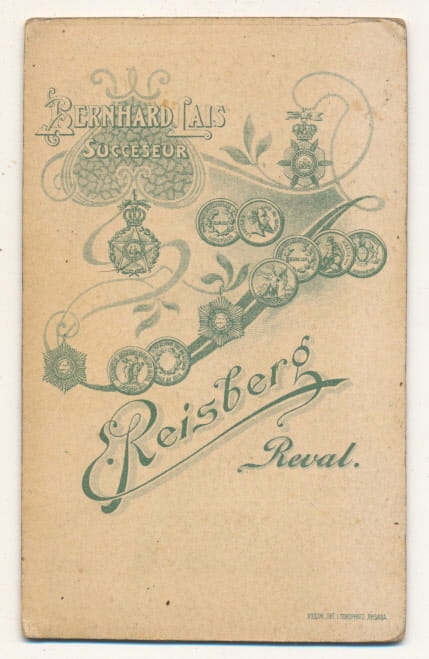 BERNHARD LAIS
SUCCESEUR
E. Reisberg
Reval.